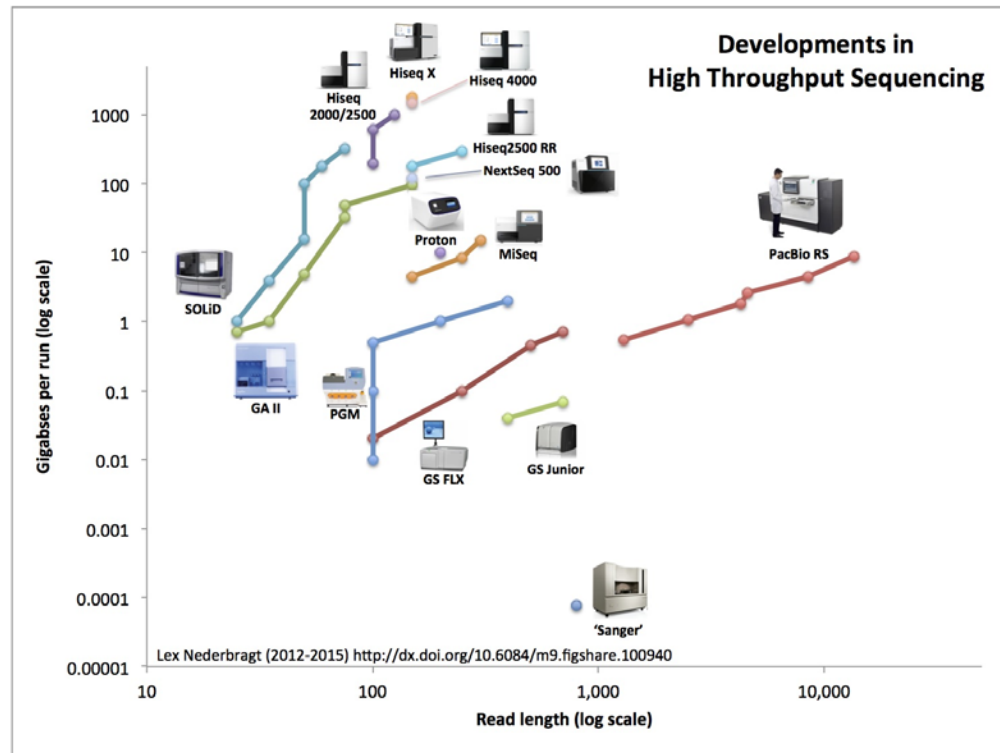 Developments in
High Throughput Sequencing
Hiseq X
Hiseq 4000
Hiseq
2000/2500
Hiseq2500 RR
NextSeq 500
Proton
MiSeq
PacBio RS
SOLiD
GA II
PGM
GS FLX
GS Junior
'Sanger'
Gigabses per run (log scale)
1000
100
10
1
0.1
0.01
0.001
0.0001
0.00001
Lex Nederbragt (2012-2015) http://dx.doi.org/10.6084/m9.figshare.100940
10
100
1,000
10,000
Read length (log scale)